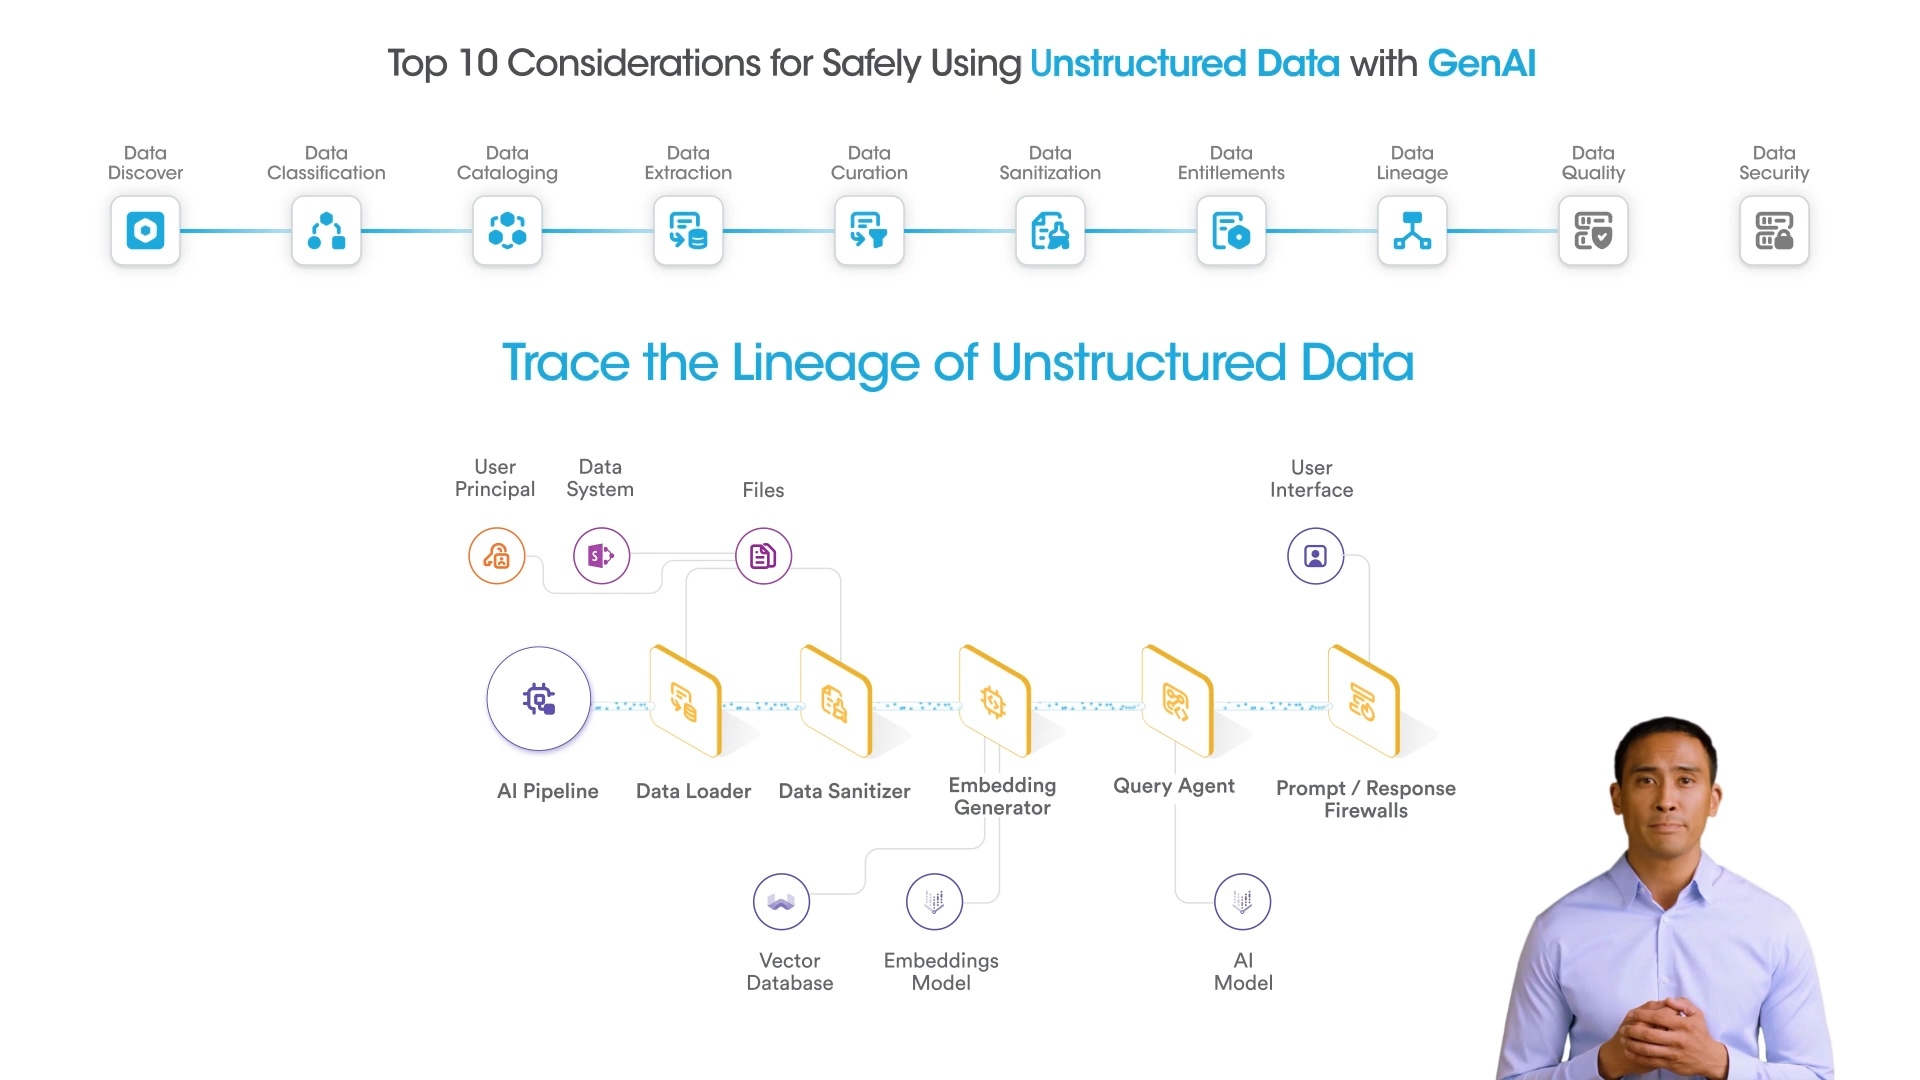 Top 10 Considerations for Safely Using Unstructured Data with GenAI
Data
Discover
Data
Classification
Data
Cataloging
Data
Extraction
Data
Curation
Data
Sanitization
Data
Entitlements
Data
Lineage
Data
Quality
Data
Security
Trace the Lineage of Unstructured Data
User
Principal
Data
System
Files
User
Interface
S
AI Pipeline
Data Loader
Data Sanitizer
Embedding
Generator
Query Agent
Prompt / Response
Firewalls
Vector
Database
Embeddings
Model
AI
Model